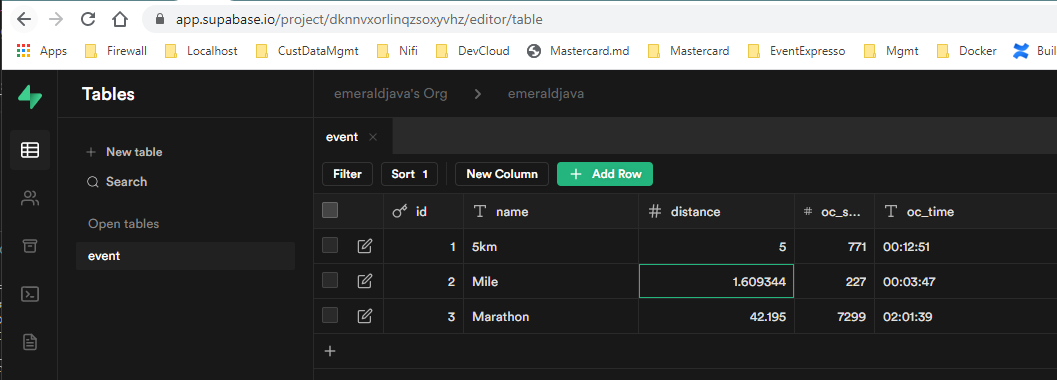 app.supabase.io/project/dknnvxorlinqzsoxyvhz/editor/table
Apps Firewall Localhost CustDataMgmt Nifi DevCloud Mastercard.md Mastercard EventExpresso Mgmt Docker Buil
Tables
emeraldjava's Org > emeraldjava
event ×
+ New table
Filter Sort 1 New Column + Add Row
Search
id name distance oc_s... oc_time
Open tables
1 5km 5 771 00:12:51
event
2 Mile 1.609344 227 00:03:47
3 Marathon 42.195 7299 02:01:39
+